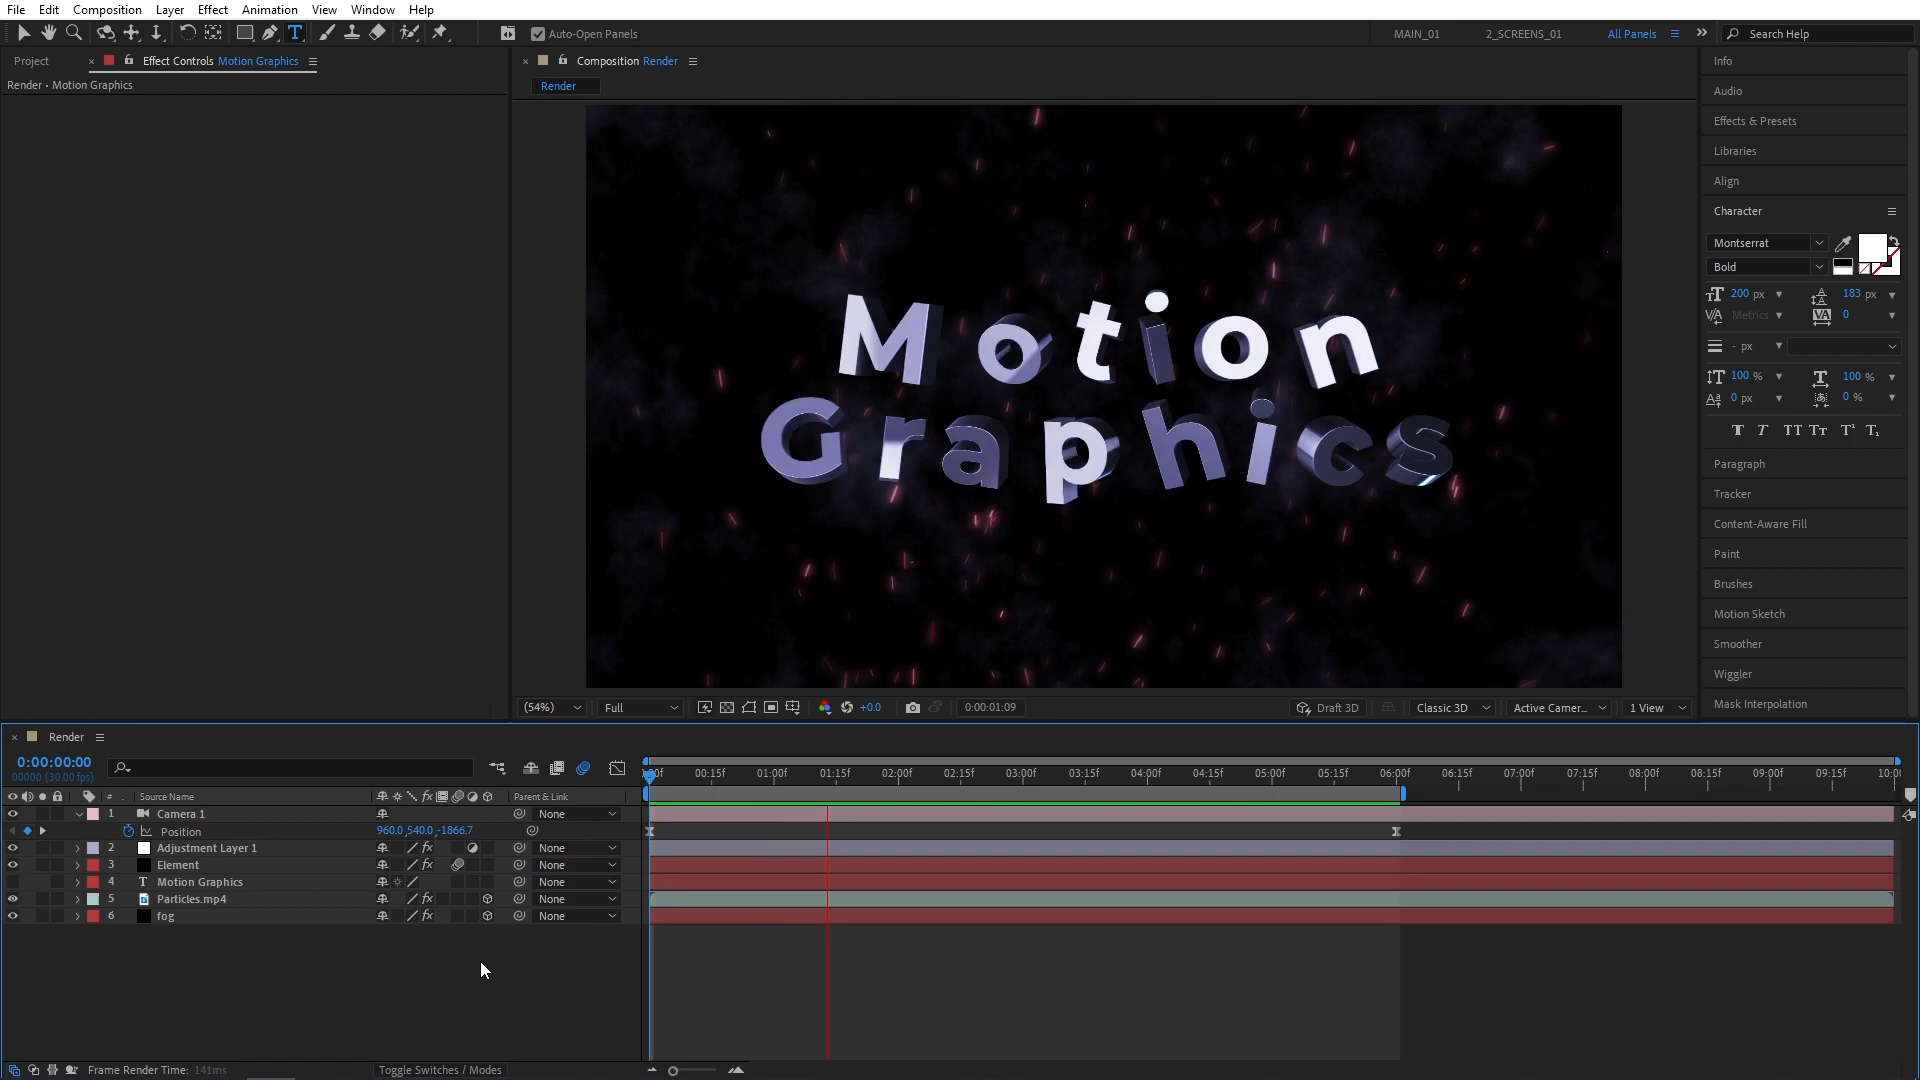 File Edit Composition Layer Effect Animation View Window Help
Auto-Open Panels
MAIN_01 2_SCREENS_01 All Panels Search Help
Project Effect Controls Motion Graphics
Render • Motion Graphics
Composition Render
Render
Motion
Graphics
(54%) Full +0.0 0:00:01:09 Draft 3D Classic 3D Active Camer... 1 View
Info
Audio
Effects & Presets
Libraries
Align
Character
Montserrat
Bold
200 px 183 px
Metrics 0
- px
100 % 100 %
0 px 0 %
Paragraph
Tracker
Content-Aware Fill
Paint
Brushes
Motion Sketch
Smoother
Wiggler
Mask Interpolation
Render
0:00:00:00
00000 (30.00 fps)
00f 00:15f 01:00f 01:15f 02:00f 02:15f 03:00f 03:15f 04:00f 04:15f 05:00f 05:15f 06:00f 06:15f 07:00f 07:15f 08:00f 08:15f 09:00f 09:15f 10:00
# Source Name Parent & Link
1 Camera 1 None
Position 960.0, 540.0, -1866.7
2 Adjustment Layer 1 None
3 Element None
4 T Motion Graphics None
5 Particles.mp4 None
6 fog None
Frame Render Time: 141ms Toggle Switches / Modes